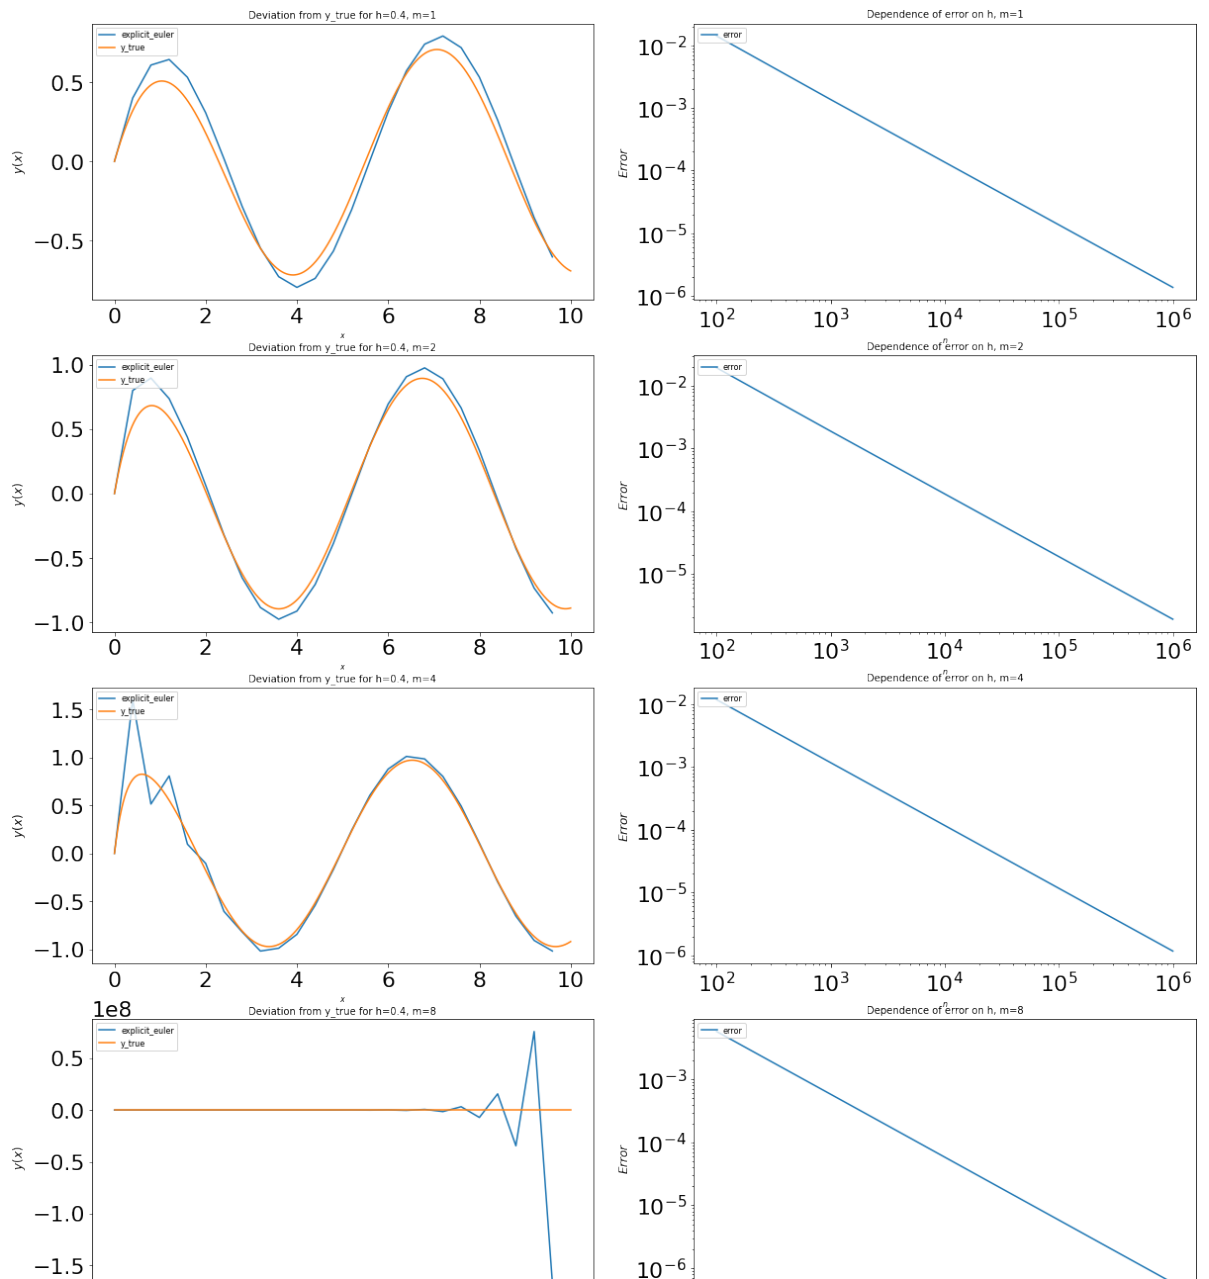 Deviation from y_true for h=0.4, m=1
explicit_euler
y_true
0.5
0.0
−0.5
y(x)
0 2 4 6 8 10
x
Dependence of error on h, m=1
error
10^−2
10^−3
10^−4
10^−5
10^−6
Error
10^2 10^3 10^4 10^5 10^6
n
Deviation from y_true for h=0.4, m=2
explicit_euler
y_true
1.0
0.5
0.0
−0.5
−1.0
y(x)
0 2 4 6 8 10
x
Dependence of error on h, m=2
error
10^−2
10^−3
10^−4
10^−5
Error
10^2 10^3 10^4 10^5 10^6
n
Deviation from y_true for h=0.4, m=4
explicit_euler
y_true
1.5
1.0
0.5
0.0
−0.5
−1.0
y(x)
0 2 4 6 8 10
x
Dependence of error on h, m=4
error
10^−2
10^−3
10^−4
10^−5
10^−6
Error
10^2 10^3 10^4 10^5 10^6
n
1e8
Deviation from y_true for h=0.4, m=8
explicit_euler
y_true
0.5
0.0
−0.5
−1.0
−1.5
y(x)
Dependence of error on h, m=8
error
10^−3
10^−4
10^−5
10^−6
Error